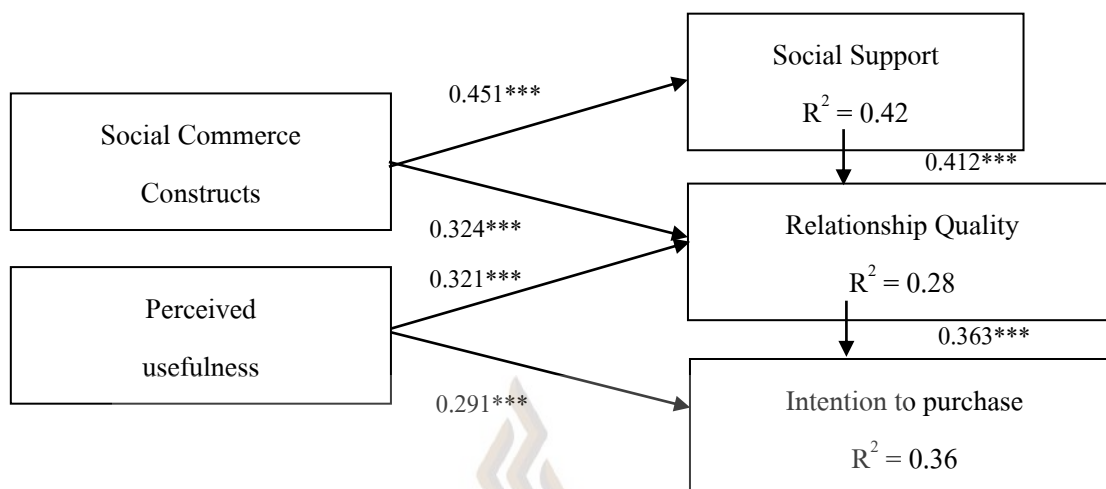 Social Support
R² = 0.42
0.451***
Social Commerce
Constructs
0.412***
0.324***
Relationship Quality
R² = 0.28
0.321***
Perceived
usefulness
0.363***
0.291***
Intention to purchase
R² = 0.36